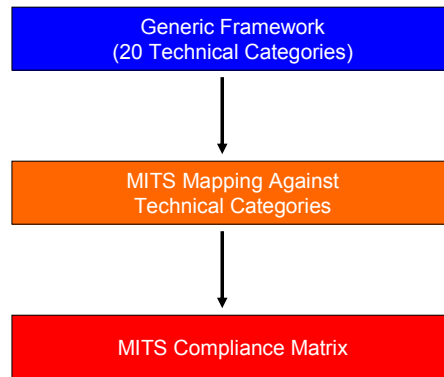 Generic Framework
(20 Technical Categories)
MITS Mapping Against
Technical Categories
MITS Compliance Matrix